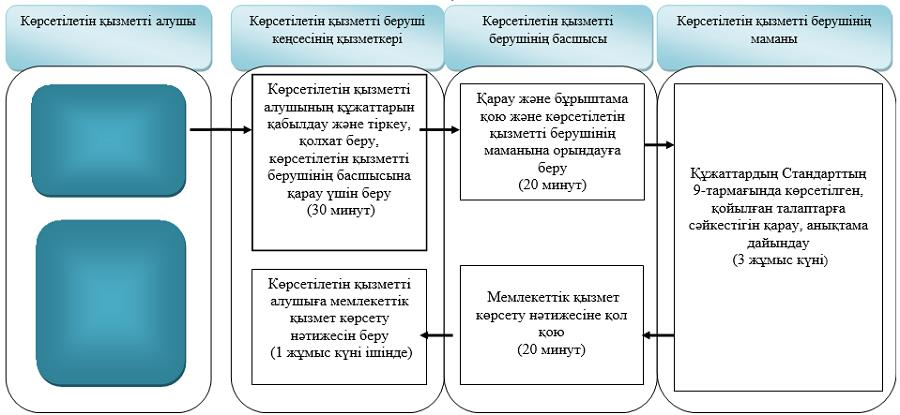 Көрсетілетін қызметті алушы
Көрсетілетін қызметті беруші
кеңсесінің қызметкері
Көрсетілетін қызметті
берушінің басшысы
Көрсетілетін қызметті берушінің
маманы
Көрсетілетін қызметті
алушының құжаттарын
қабылдау және тіркеу,
қолхат беру,
көрсетілетін қызметті
берушінің басшысына
қарау үшін беру
(30 минут)
Қарау және бұрыштама
қою және көрсетілетін
қызметті берушінің
маманына орындауға
беру
(20 минут)
Құжаттардың Стандарттың
9-тармағында көрсетілген,
қойылған талаптарға
сәйкестігін қарау, анықтама
дайындау
(3 жұмыс күні)
Көрсетілетін қызметті
алушыға мемлекеттік
қызмет көрсету
нәтижесін беру
(1 жұмыс күні ішінде)
Мемлекеттік қызмет
көрсету нәтижесіне қол
қою
(20 минут)